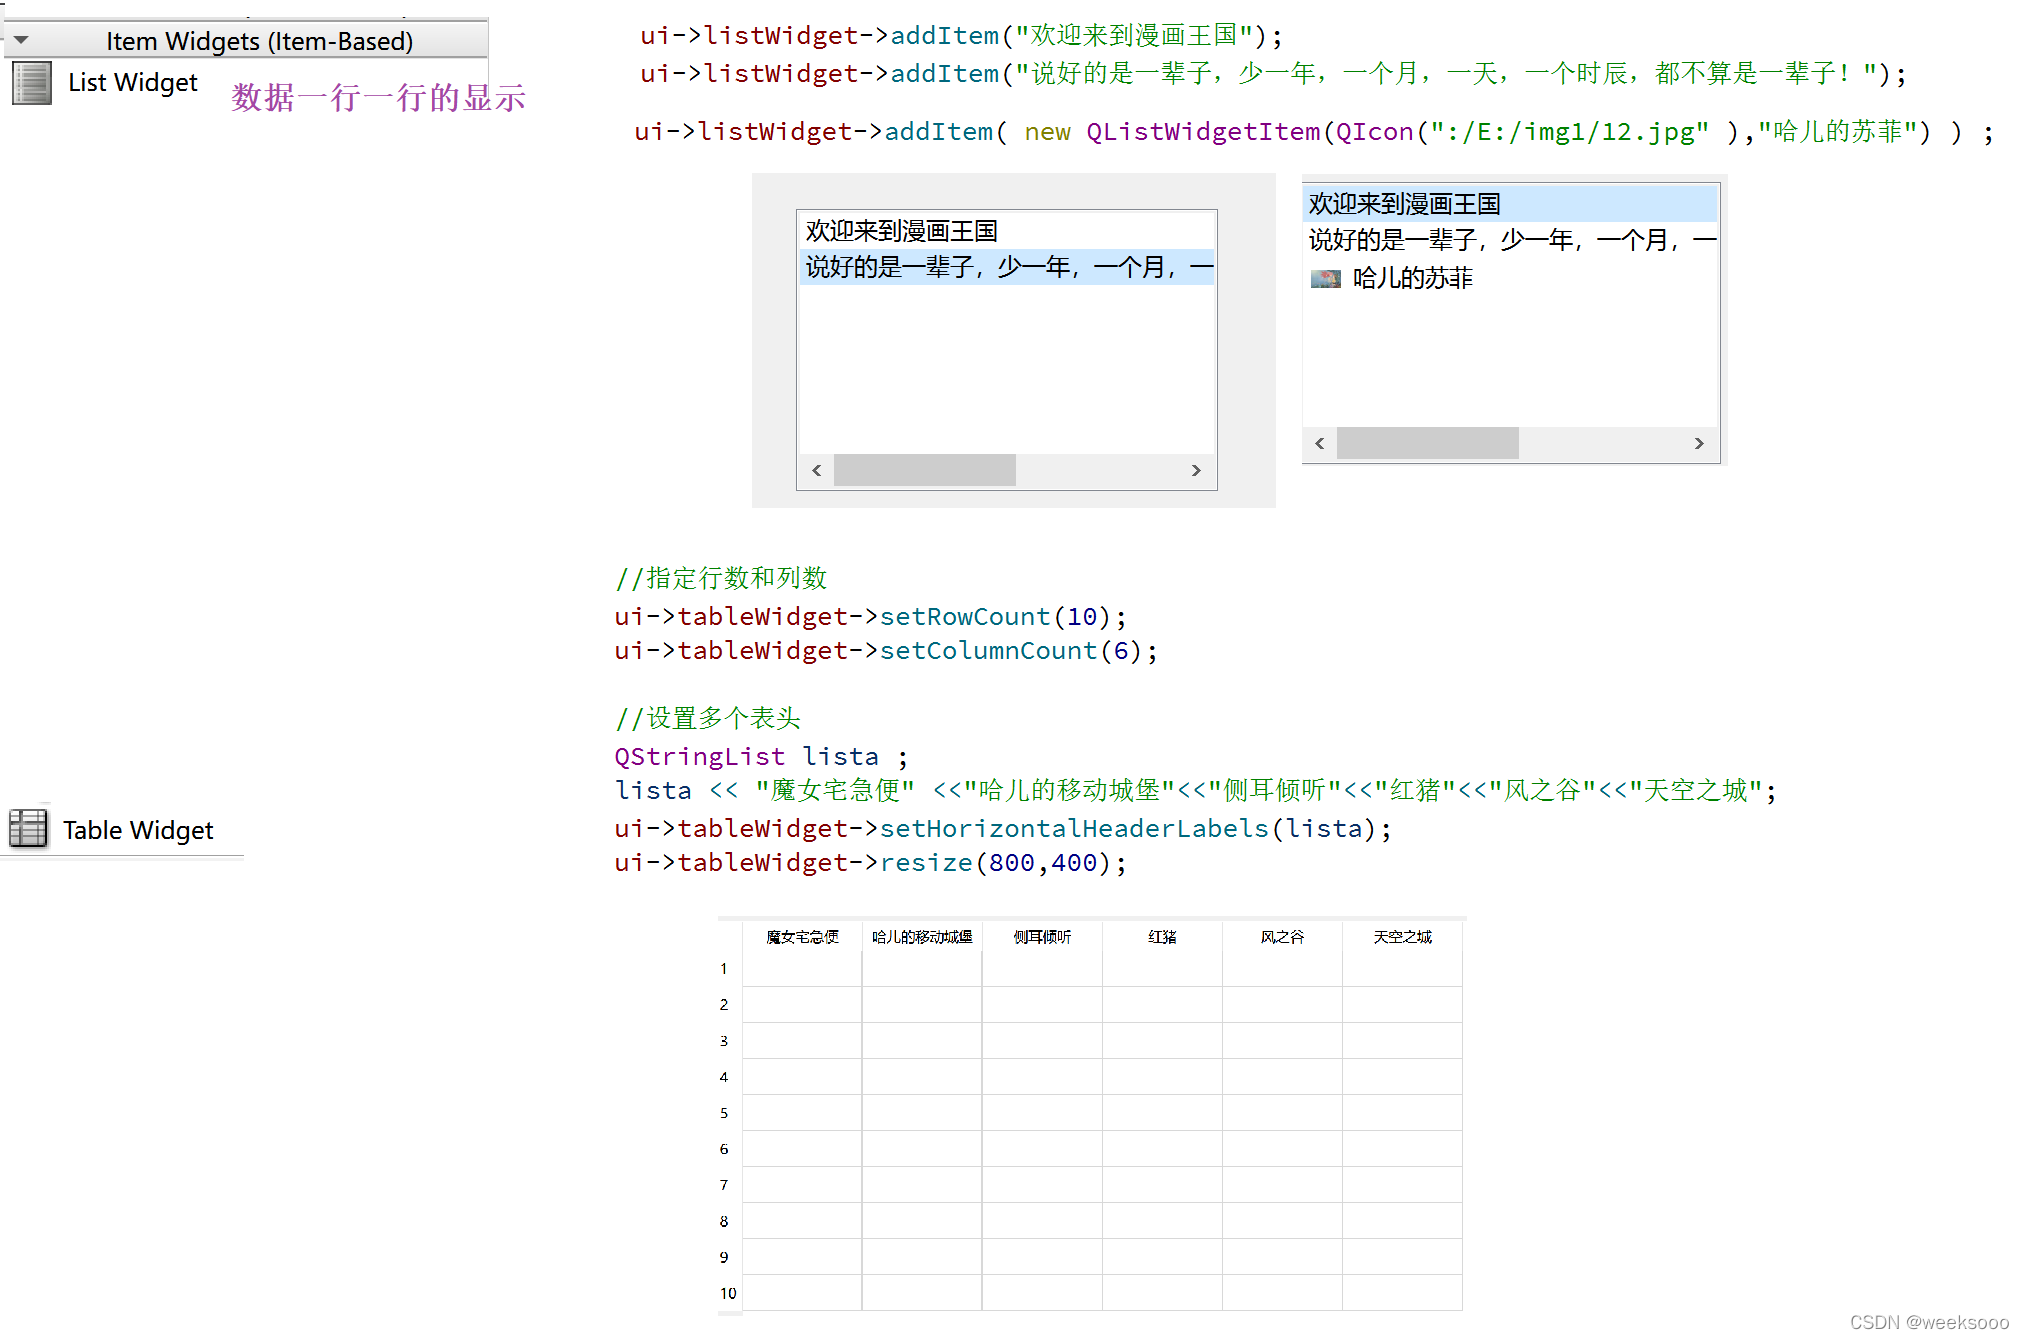 Item Widgets (Item-Based)
List Widget
数据一行一行的显示
ui->listWidget->addItem("欢迎来到漫画王国");
ui->listWidget->addItem("说好的是一辈子，少一年，一个月，一天，一个时辰，都不算是一辈子！");
ui->listWidget->addItem( new QListWidgetItem(QIcon(":/E:/img1/12.jpg" ),"哈儿的苏菲") ) ;
欢迎来到漫画王国
说好的是一辈子，少一年，一个月，一
欢迎来到漫画王国
说好的是一辈子，少一年，一个月，一
哈儿的苏菲
//指定行数和列数
ui->tableWidget->setRowCount(10);
ui->tableWidget->setColumnCount(6);
//设置多个表头
QStringList lista ;
lista << "魔女宅急便" <<"哈儿的移动城堡"<<"侧耳倾听"<<"红猪"<<"风之谷"<<"天空之城";
ui->tableWidget->setHorizontalHeaderLabels(lista);
ui->tableWidget->resize(800,400);
Table Widget
魔女宅急便 哈儿的移动城堡 侧耳倾听 红猪 风之谷 天空之城
1
2
3
4
5
6
7
8
9
10
CSDN @weeksooo